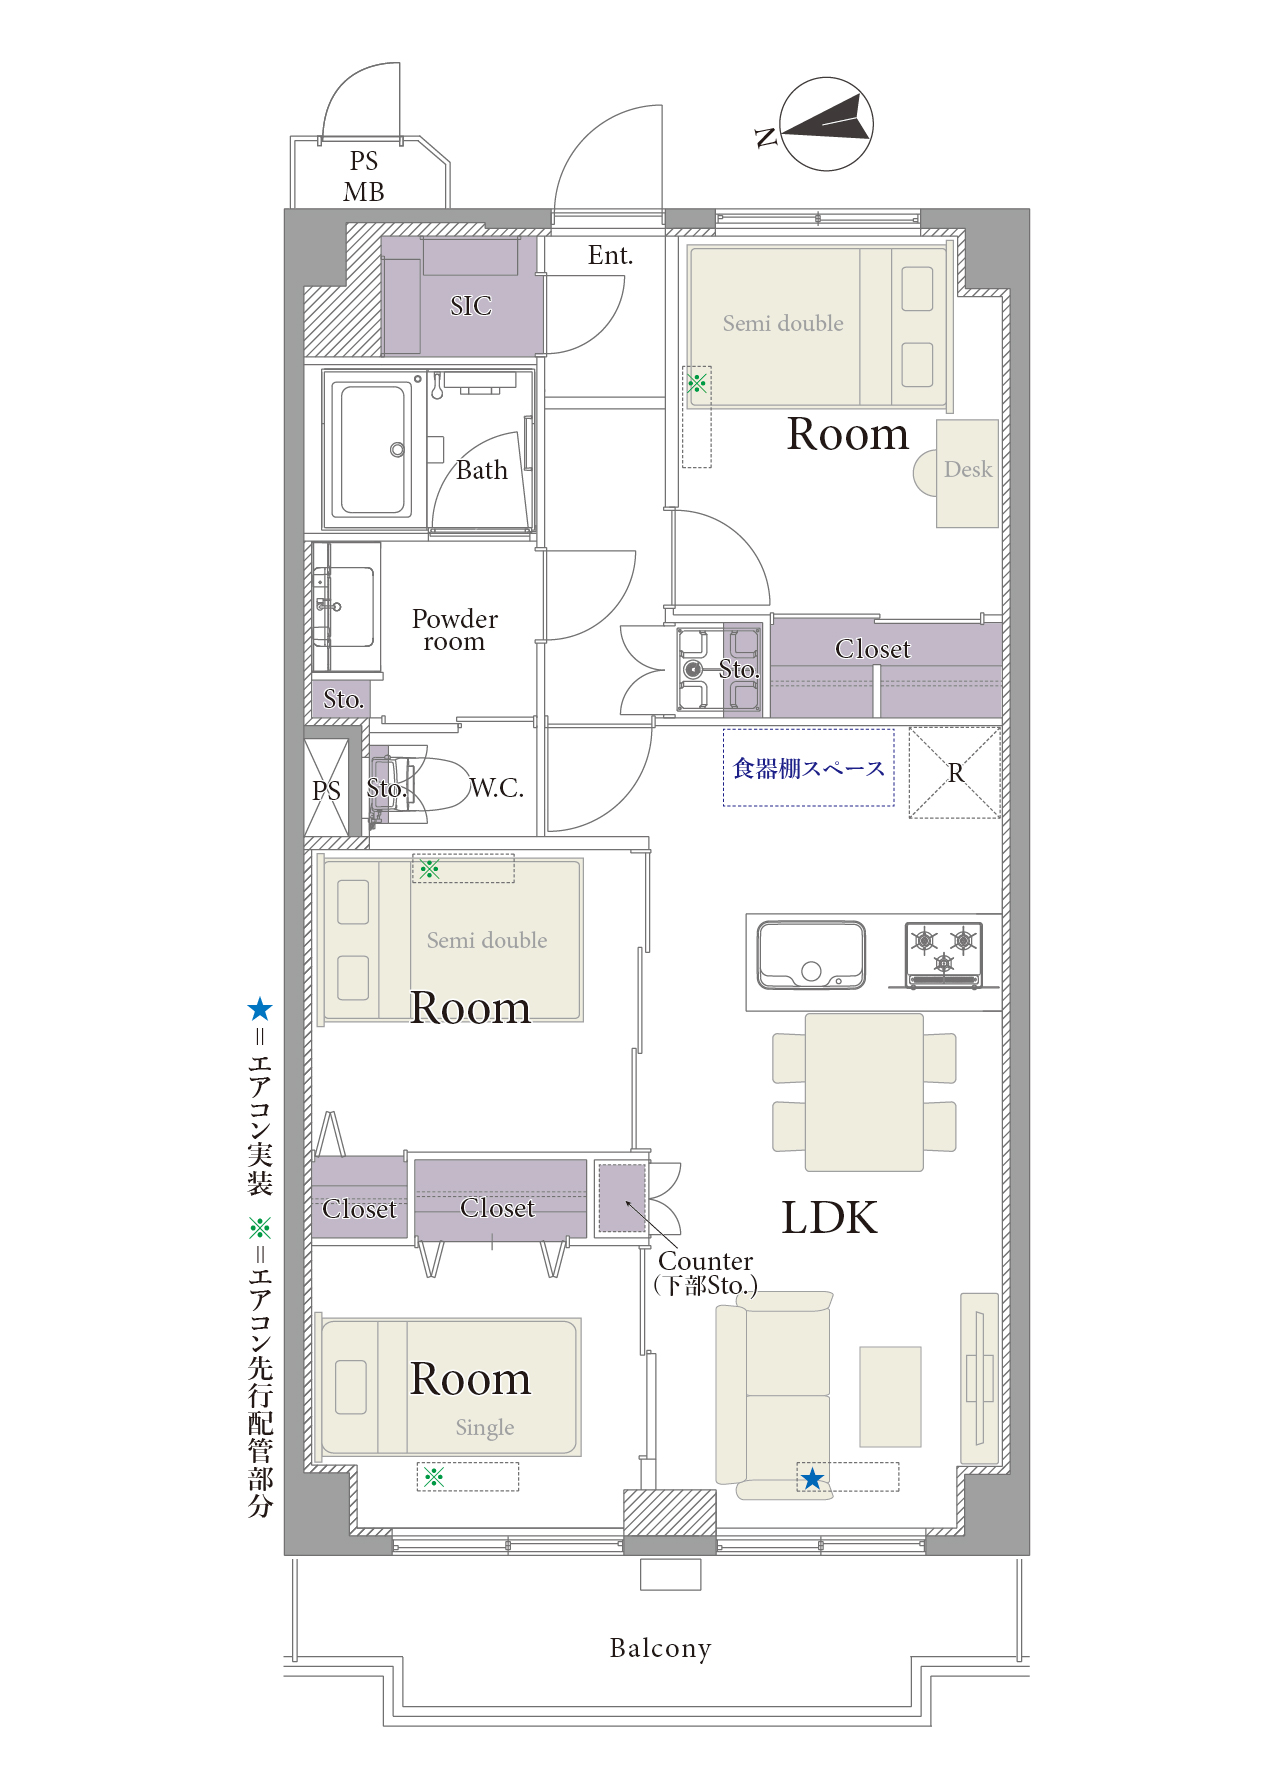 PS
MB
N
Ent.
SIC
Semi double
Room
Desk
Bath
Powder
room
Closet
Sto.
Sto.
食器棚スペース
R
PS
Sto.
W.C.
Semi double
Room
★=エアコン実装 ※=エアコン先行配管部分
Closet
Closet
LDK
Counter
(下部Sto.)
Room
Single
※
※
※
★
Balcony